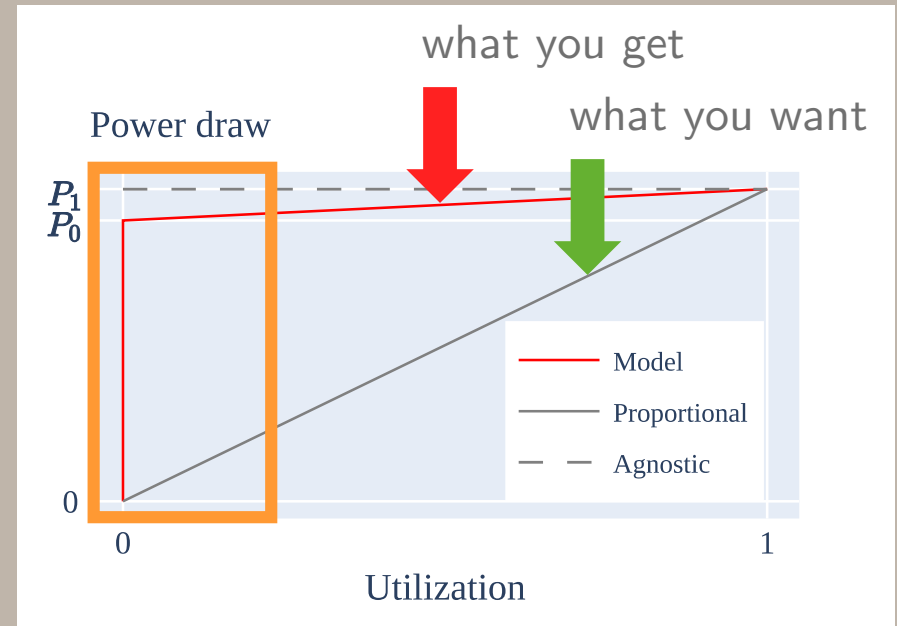 what you get
what you want
Power draw
P1
P0
Model
Proportional
Agnostic
0
0
1
Utilization